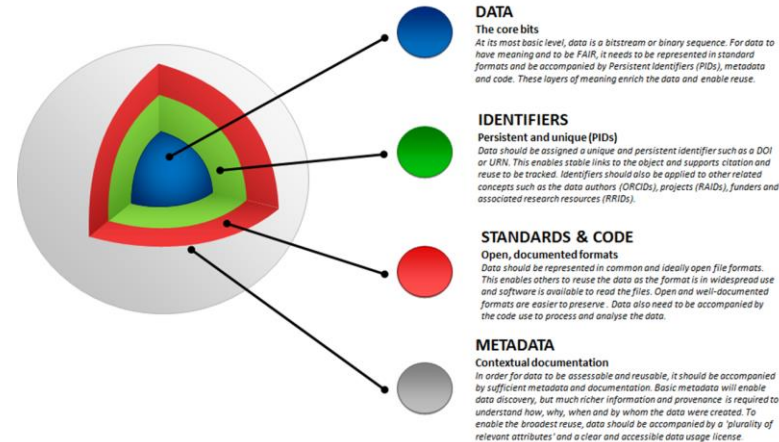 DATA
The core bits
At its most basic level, data is a bitstream or binary sequence. For data to
have meaning and to be FAIR, it needs to be represented in standard
formats and be accompanied by Persistent Identifiers (PIDs), metadata
and code. These layers of meaning enrich the data and enable reuse.
IDENTIFIERS
Persistent and unique (PIDs)
Data should be assigned a unique and persistent identifier such as a DOI
or URN. This enables stable links to the object and supports citation and
reuse to be tracked. Identifiers should also be applied to other related
concepts such as the data authors (ORCIDs), projects (RAIDs), funders and
associated research resources (RRIDs).
STANDARDS & CODE
Open, documented formats
Data should be represented in common and ideally open file formats.
This enables others to reuse the data as the format is in widespread use
and software is available to read the files. Open and well-documented
formats are easier to preserve . Data also need to be accompanied by
the code use to process and analyse the data.
METADATA
Contextual documentation
In order for data to be assessable and reusable, it should be accompanied
by sufficient metadata and documentation. Basic metadata will enable
data discovery, but much richer information and provenance is required to
understand how, why, when and by whom the data were created. To
enable the broadest reuse, data should be accompanied by a 'plurality of
relevant attributes' and a clear and accessible data usage license.